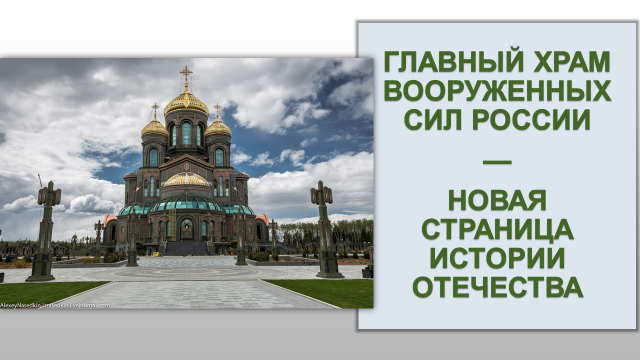 ГЛАВНЫЙ ХРАМ
ВООРУЖЕННЫХ
СИЛ РОССИИ
—
НОВАЯ
СТРАНИЦА
ИСТОРИИ
ОТЕЧЕСТВА